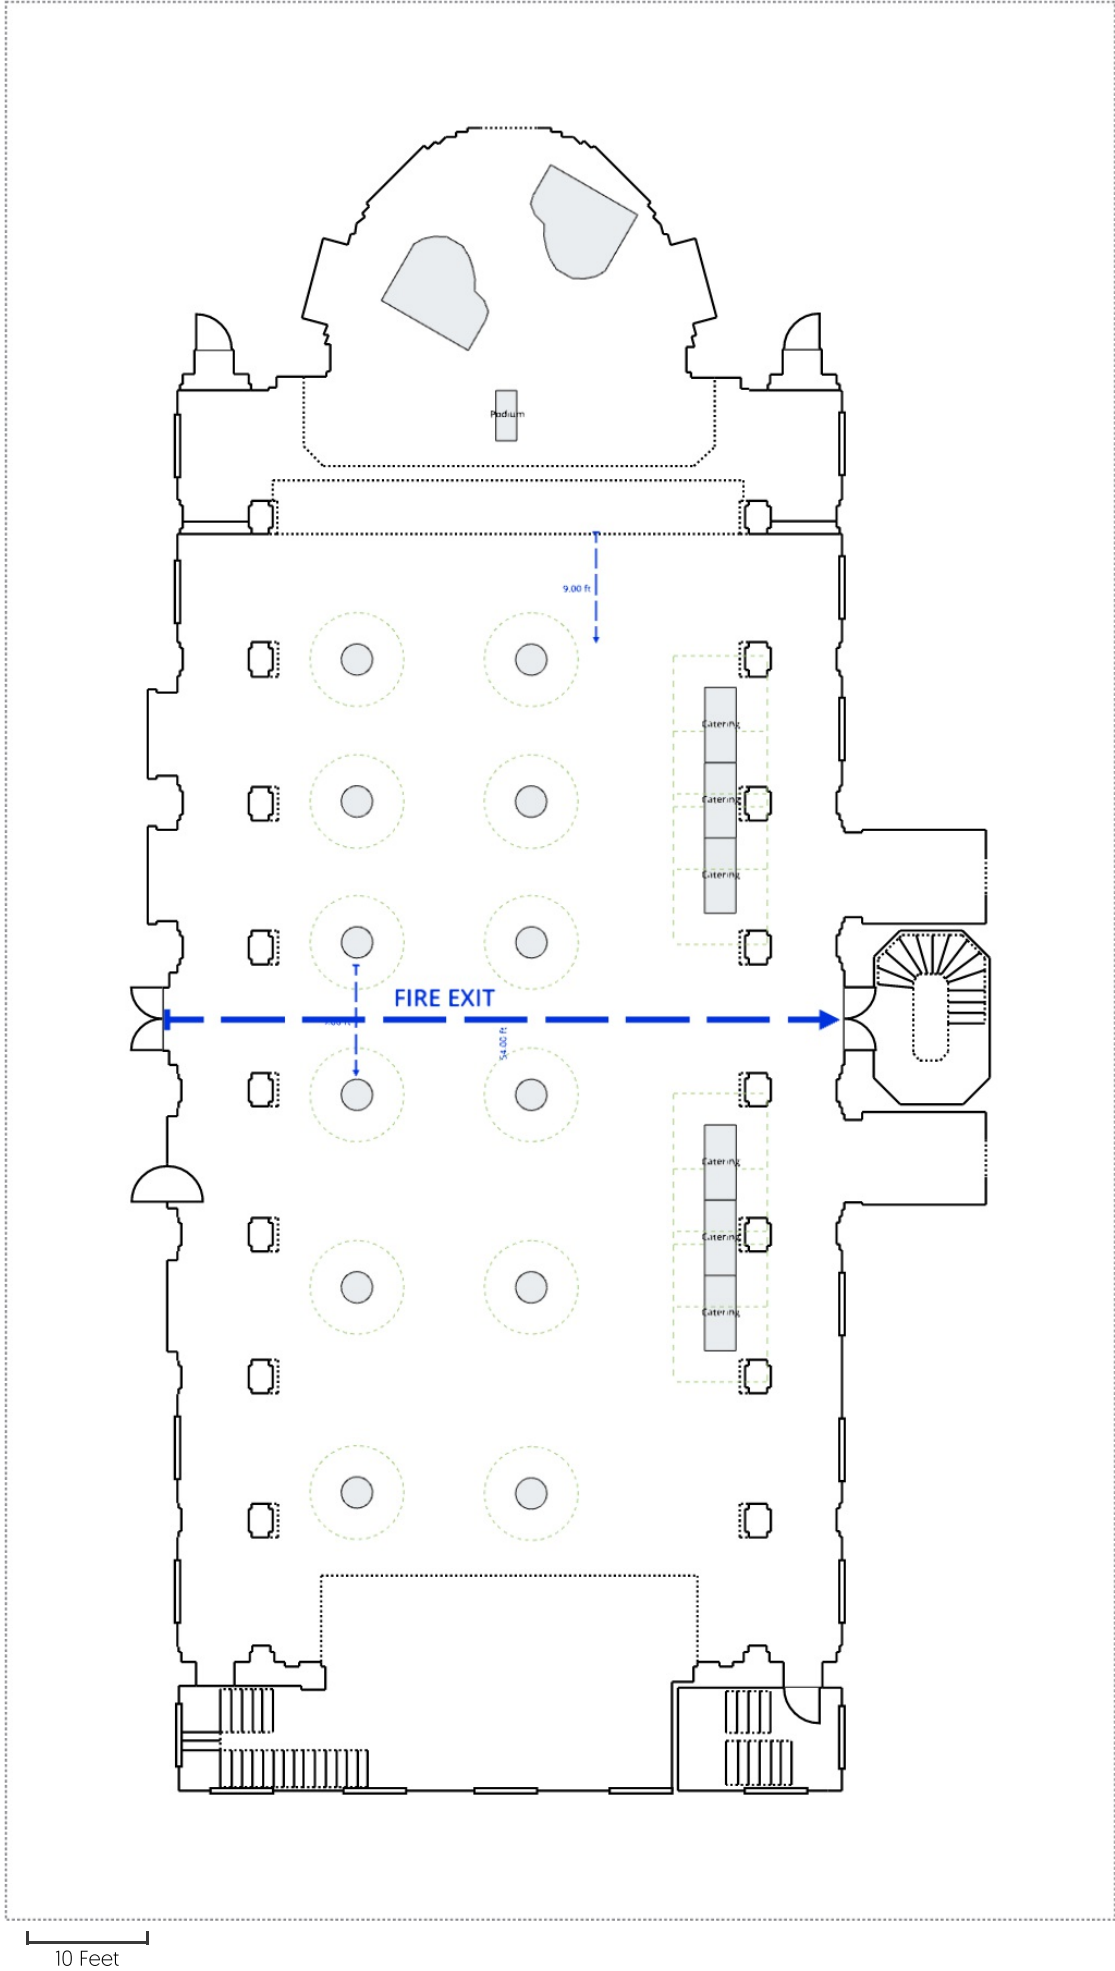 Podium
9.00 ft
Catering
Catering
Catering
FIRE EXIT
54.00 ft
Catering
Catering
Catering
10 Feet